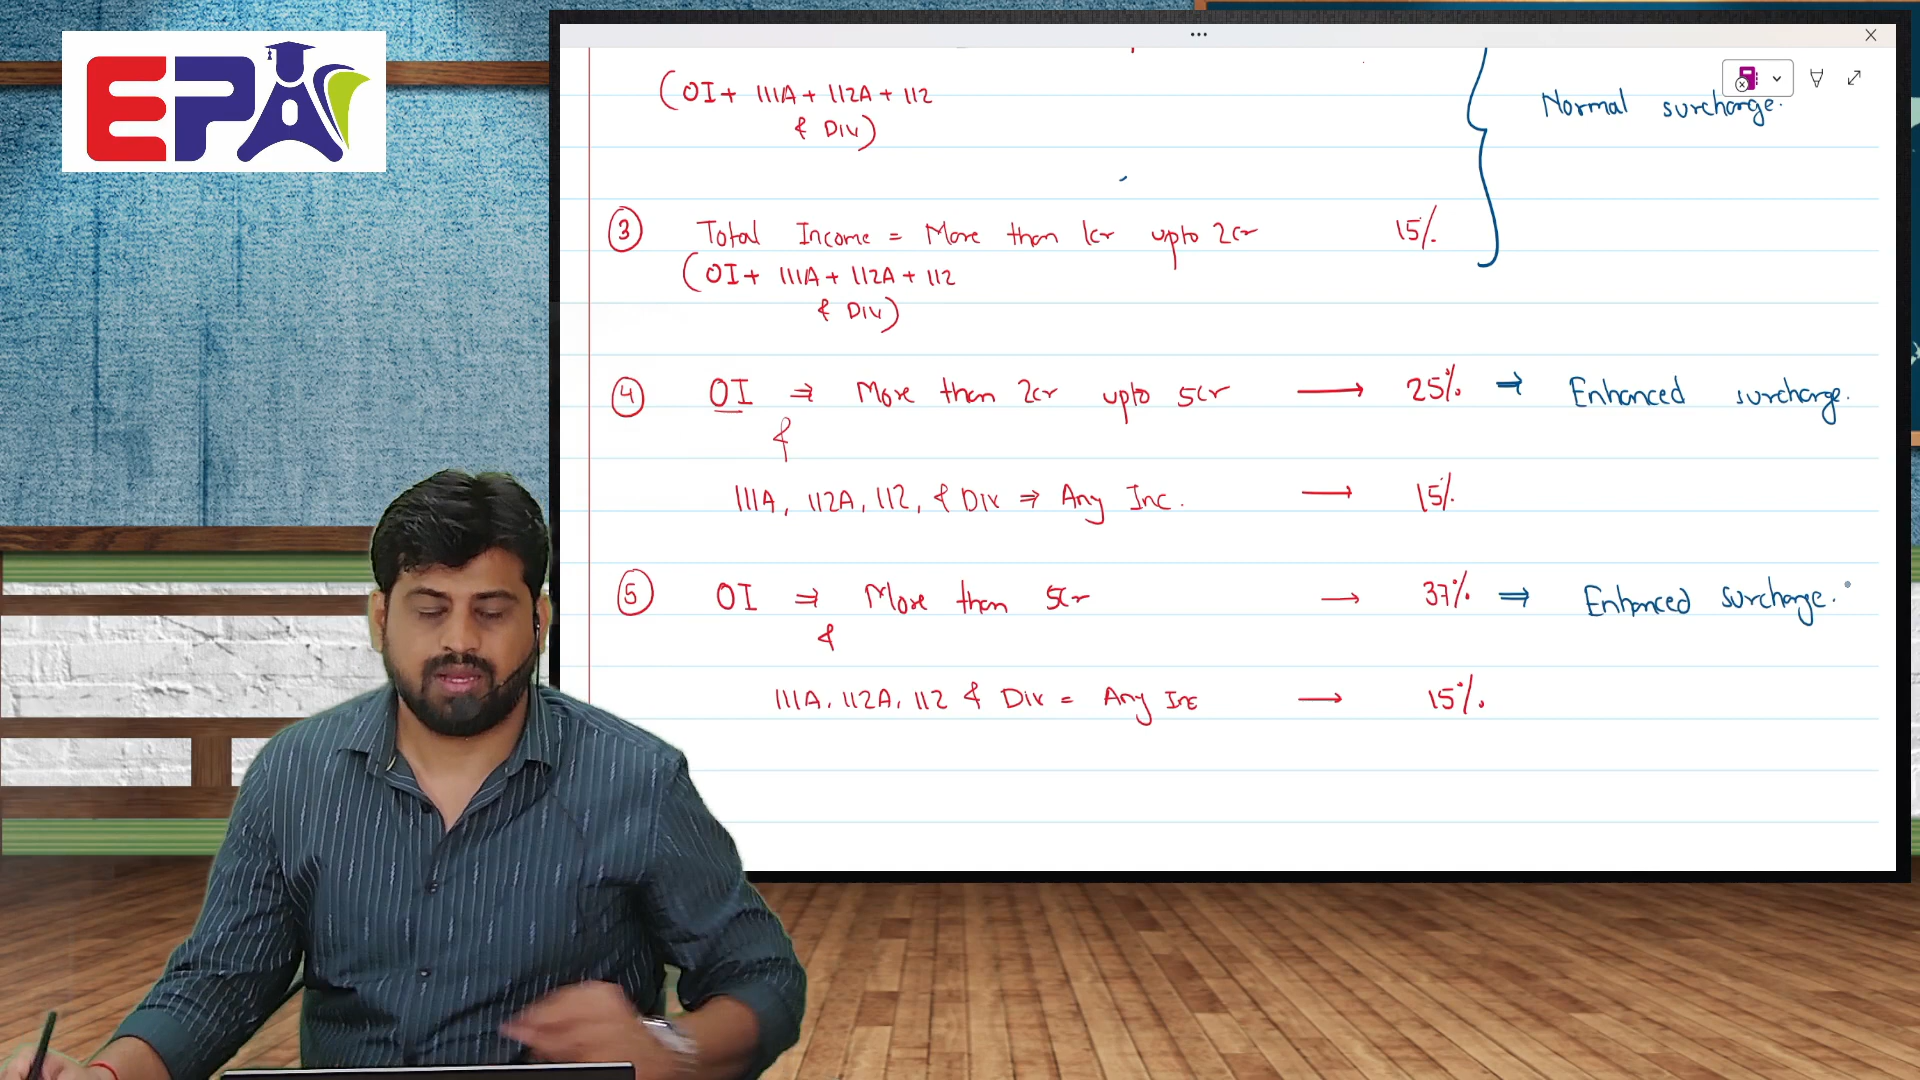 EPA
(OI + 111A + 112A + 112
& Div)
Normal surcharge.
3 Total Income = More than 1cr upto 2cr 15%
(OI + 111A + 112A + 112
& Div)
4 OI ⇒ More than 2cr upto 5cr → 25% ⇒ Enhanced surcharge.
&
111A, 112A, 112, & Div ⇒ Any Inc. → 15%
5 OI ⇒ More than 5cr → 37% ⇒ Enhanced surcharge.
&
111A, 112A, 112 & Div = Any Inc → 15%.